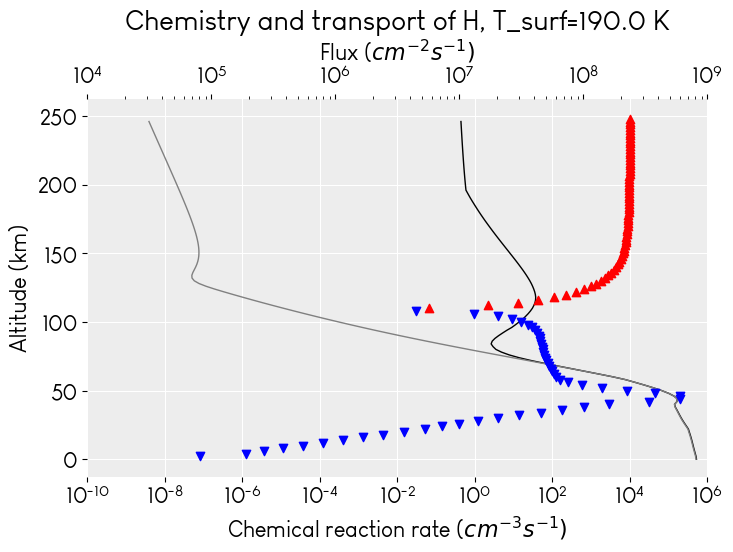 Chemistry and transport of H, T_surf=190.0 K
Flux (cm⁻²s⁻¹)
10⁴ 10⁵ 10⁶ 10⁷ 10⁸ 10⁹
250
200
150
100
50
0
Altitude (km)
10⁻¹⁰ 10⁻⁸ 10⁻⁶ 10⁻⁴ 10⁻² 10⁰ 10² 10⁴ 10⁶
Chemical reaction rate (cm⁻³s⁻¹)